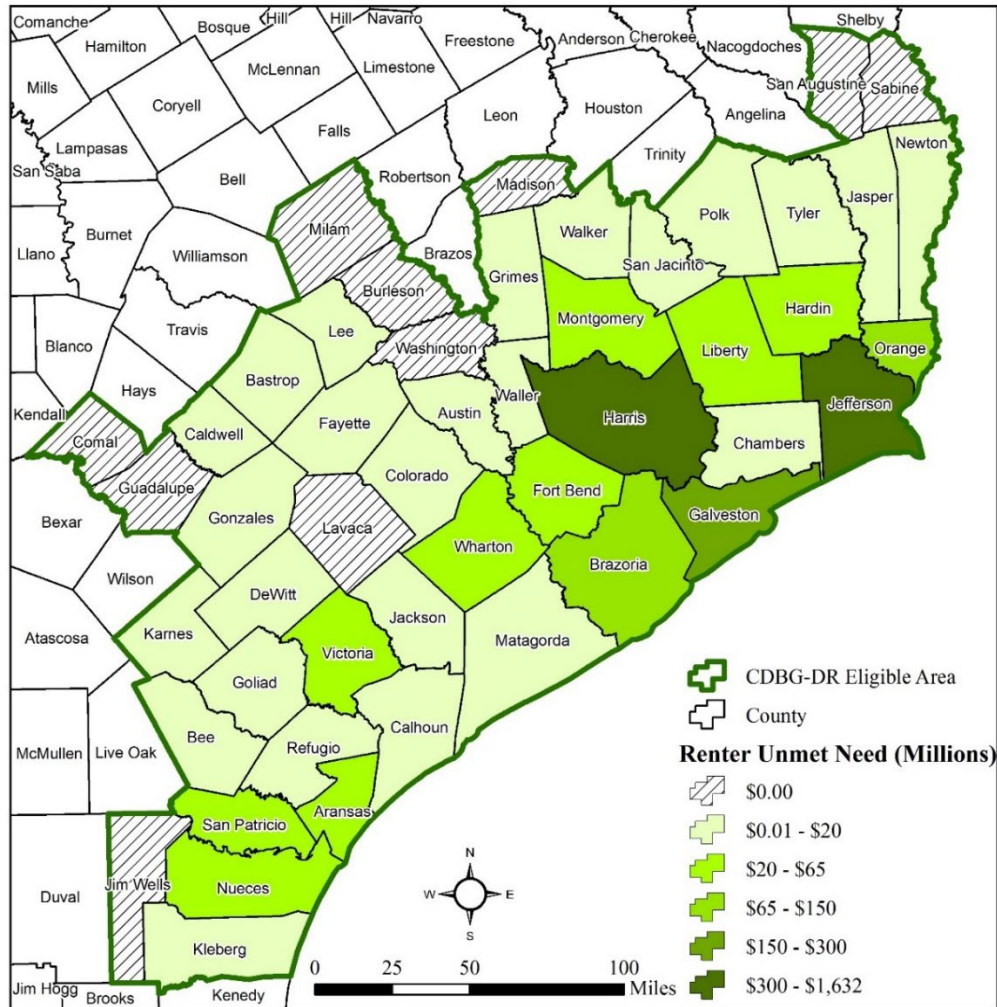 Comanche
Hamilton
Bosque
Hill
Hill
Navarro
Freestone
Anderson
Cherokee
Nacogdoches
Shelby
San Augustine
Sabine
Mills
McLennan
Limestone
Coryell
Leon
Houston
Angelina
Falls
Lampasas
San Saba
Bell
Robertson
Trinity
Newton
Madison
Jasper
Polk
Tyler
Walker
Milam
Burnet
Llano
Williamson
Brazos
Grimes
San Jacinto
Burleson
Hardin
Montgomery
Travis
Lee
Liberty
Orange
Blanco
Washington
Bastrop
Waller
Hays
Austin
Jefferson
Kendall
Fayette
Harris
Caldwell
Chambers
Comal
Colorado
Guadalupe
Fort Bend
Gonzales
Lavaca
Galveston
Bexar
Wharton
Brazoria
Wilson
DeWitt
Jackson
Atascosa
Karnes
Matagorda
Victoria
Goliad
Calhoun
Bee
Refugio
McMullen
Live Oak
Aransas
San Patricio
Jim Wells
Nueces
Duval
Kleberg
Jim Hogg
Brooks
Kenedy
CDBG-DR Eligible Area
County
Renter Unmet Need (Millions)
$0.00
$0.01 - $20
$20 - $65
$65 - $150
$150 - $300
$300 - $1,632
N
W E
S
0 25 50 100
Miles